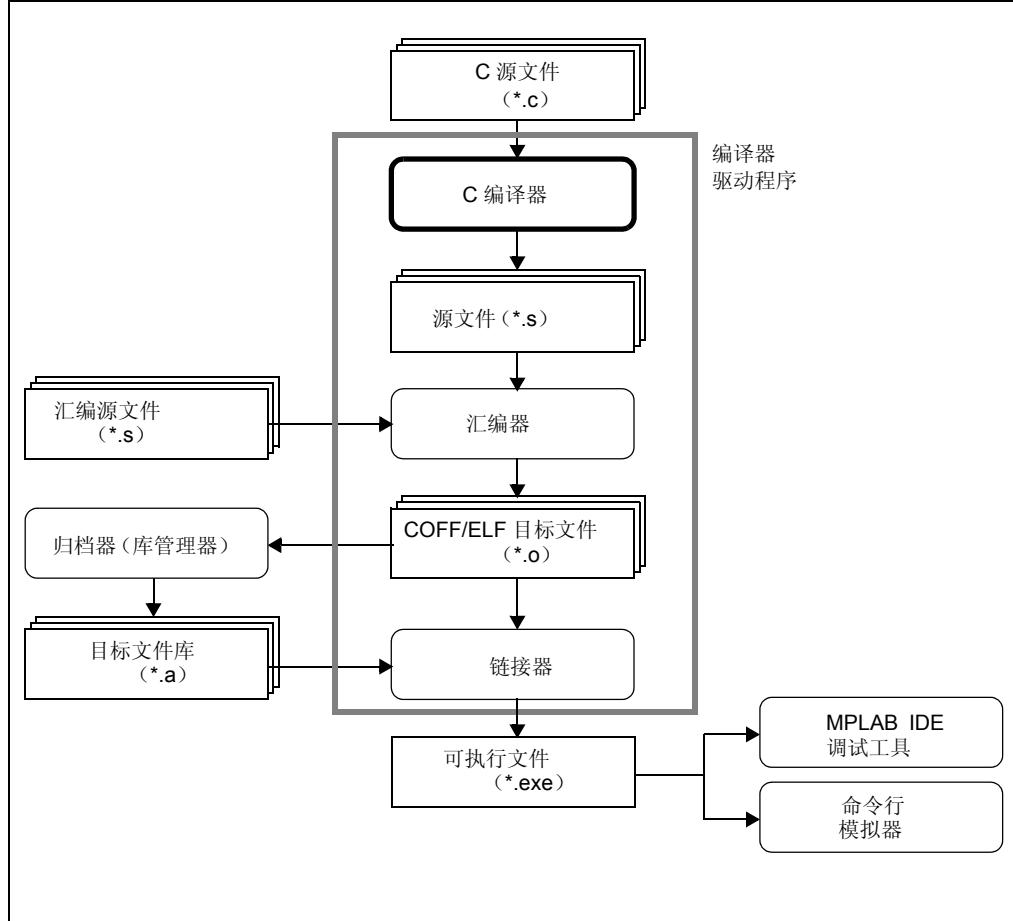 C 源文件
（*.c）
编译器
驱动程序
C 编译器
源文件（*.s）
汇编源文件
（*.s）
汇编器
COFF/ELF 目标文件
（*.o）
归档器（库管理器）
目标文件库
（*.a）
链接器
可执行文件
（*.exe）
MPLAB IDE
调试工具
命令行
模拟器